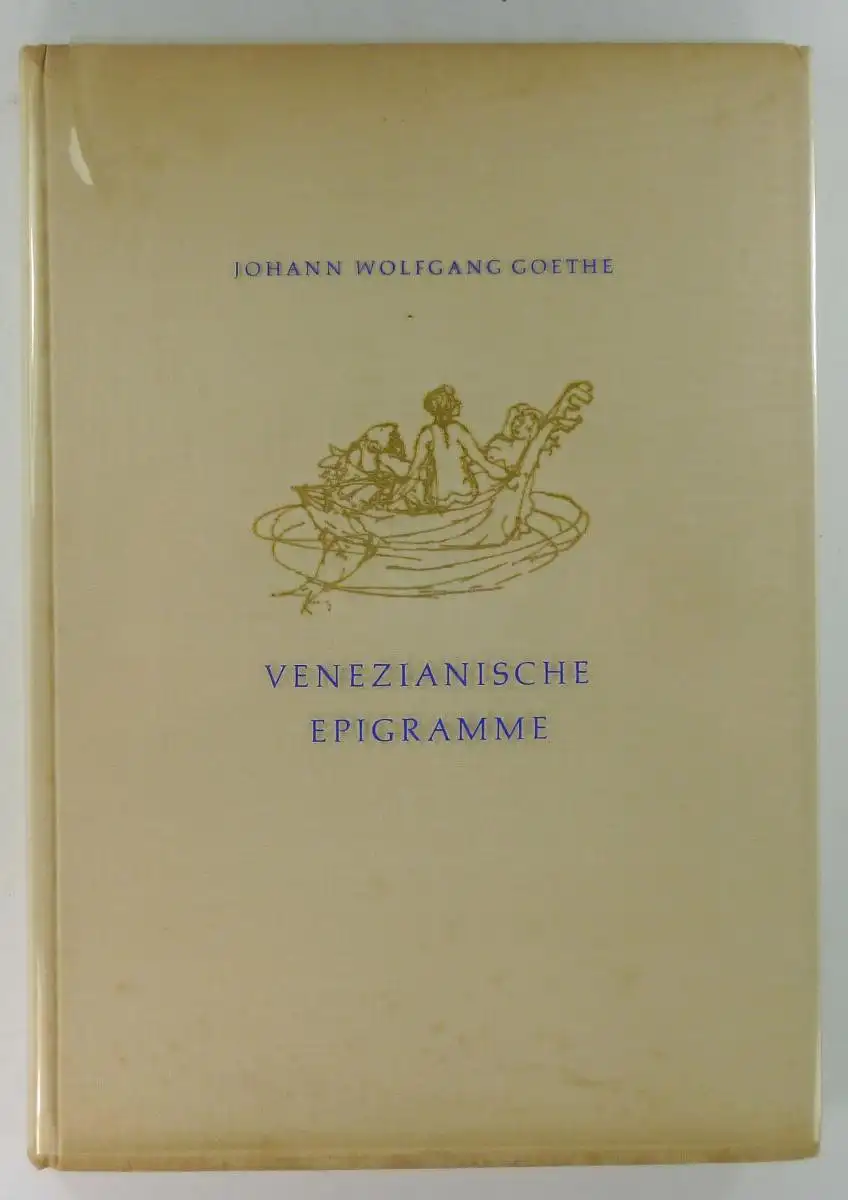 JOHANN WOLFGANG GOETHE
VENEZIANISCHE
EPIGRAMME